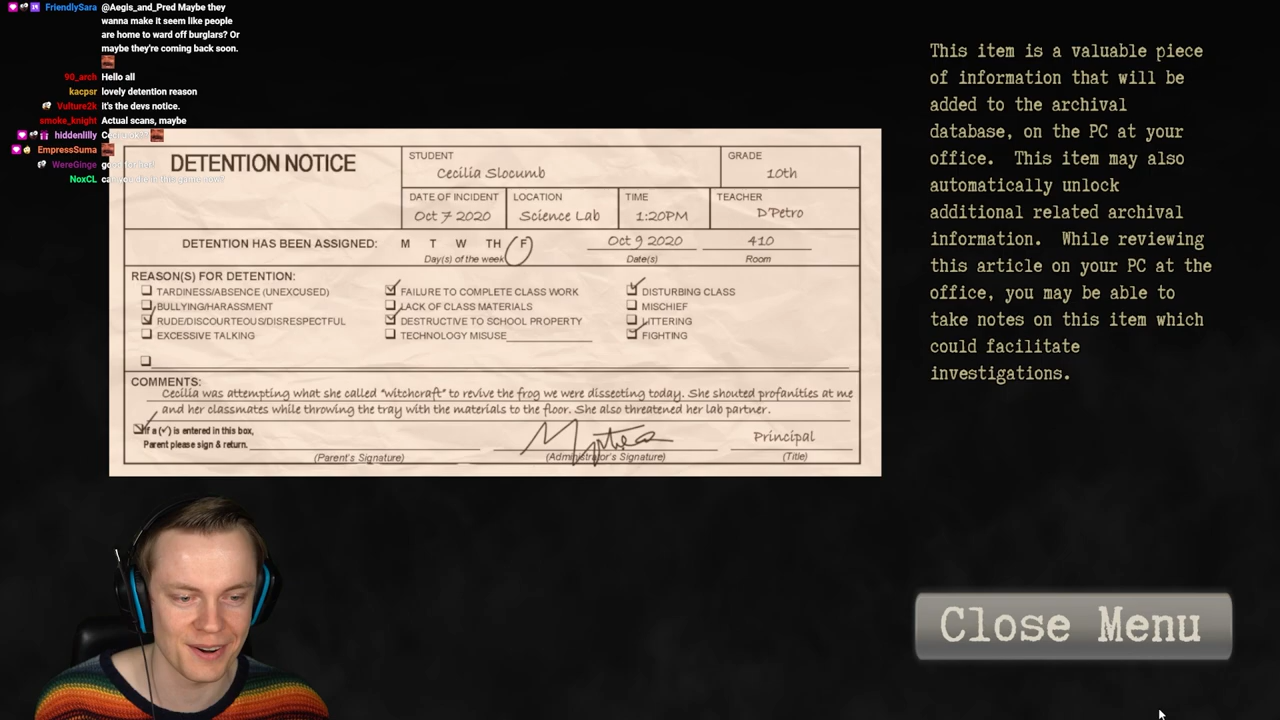 FriendlySara @Aegis_and_Pred Maybe they
wanna make it seem like people
are home to ward off burglars? Or
maybe they're coming back soon.
90_arch Hello all
kacpsr lovely detention reason
Vulture2k it's the devs notice.
smoke_knight Actual scans, maybe
hiddenlilly
EmpressSuma
WereGinge
NoxCL can you die in this game now?
DETENTION NOTICE
STUDENT
Cecilia Slocumb
GRADE
10th
DATE OF INCIDENT
Oct 7 2020
LOCATION
Science Lab
TIME
1:20PM
TEACHER
D'Petro
DETENTION HAS BEEN ASSIGNED: M T W TH F Oct 9 2020 410
Day(s) of the week Date(s) Room
REASON(S) FOR DETENTION:
TARDINESS/ABSENCE (UNEXCUSED) FAILURE TO COMPLETE CLASS WORK DISTURBING CLASS
BULLYING/HARASSMENT LACK OF CLASS MATERIALS MISCHIEF
RUDE/DISCOURTEOUS/DISRESPECTFUL DESTRUCTIVE TO SCHOOL PROPERTY LITTERING
EXCESSIVE TALKING TECHNOLOGY MISUSE FIGHTING
COMMENTS:
Cecilia was attempting what she called "witchcraft" to revive the frog we were dissecting today. She shouted profanities at me
and her classmates while throwing the tray with the materials to the floor. She also threatened her lab partner.
If a (✓) is entered in this box,
Parent please sign & return.
Principal
(Parent's Signature) (Administrator's Signature) (Title)
This item is a valuable piece
of information that will be
added to the archival
database, on the PC at your
office. This item may also
automatically unlock
additional related archival
information. While reviewing
this article on your PC at the
office, you may be able to
take notes on this item which
could facilitate
investigations.
Close Menu